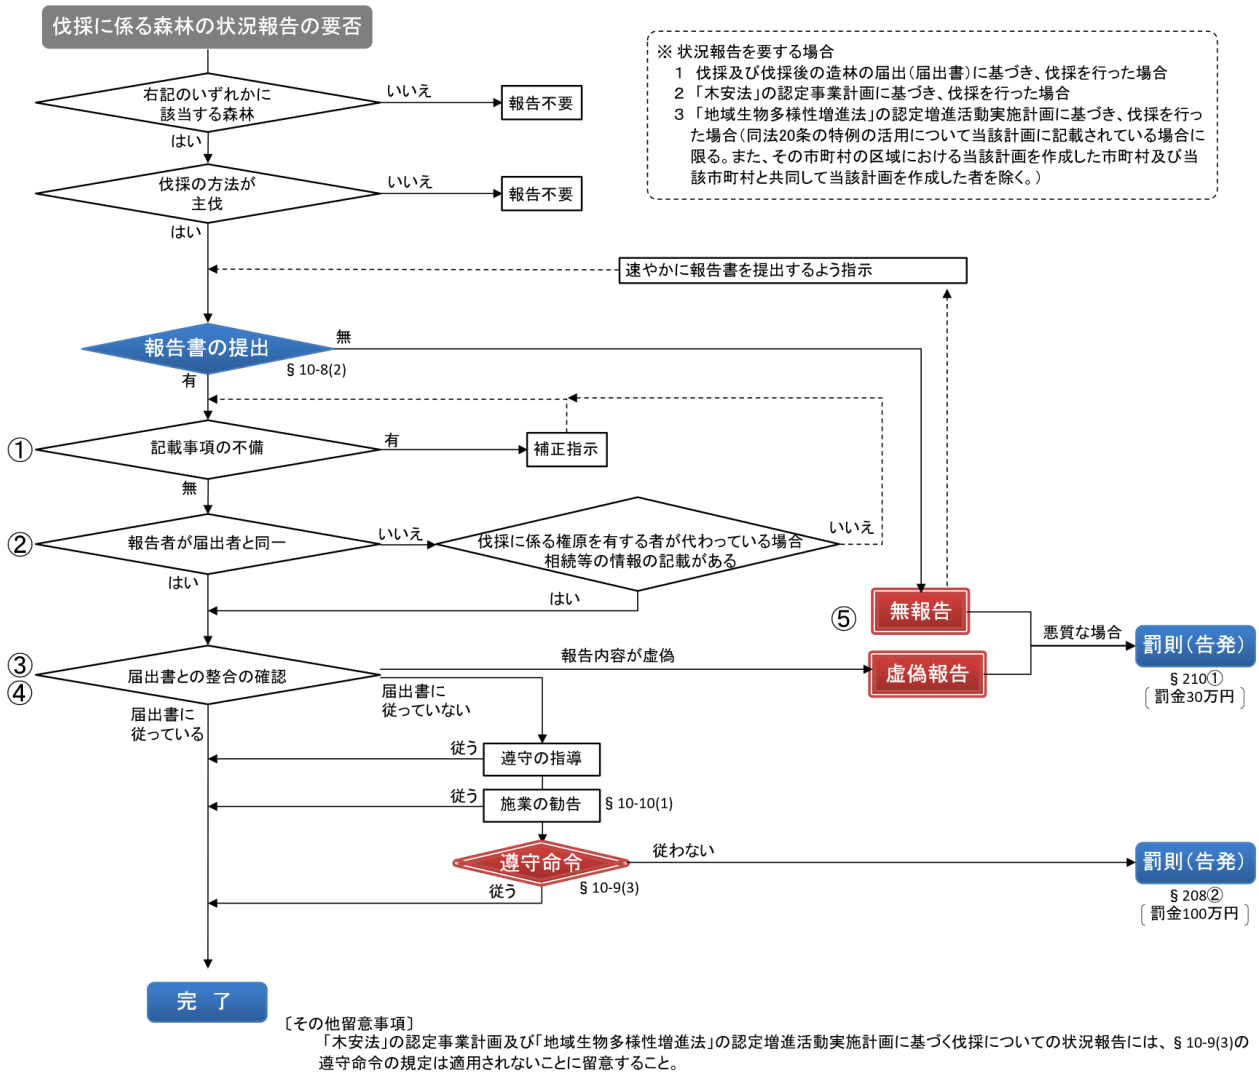 伐採に係る森林の状況報告の要否
※ 状況報告を要する場合
1 伐採及び伐採後の造林の届出(届出書)に基づき、伐採を行った場合
2 「木安法」の認定事業計画に基づき、伐採を行った場合
3 「地域生物多様性増進法」の認定増進活動実施計画に基づき、伐採を行っ
た場合(同法20条の特例の活用について当該計画に記載されている場合に
限る。また、その市町村の区域における当該計画を作成した市町村及び当
該市町村と共同して当該計画を作成した者を除く。)
右記のいずれかに
該当する森林
いいえ
報告不要
はい
伐採の方法が
主伐
いいえ
報告不要
はい
速やかに報告書を提出するよう指示
報告書の提出
無
§10-8(2)
有
① 記載事項の不備
有
補正指示
無
② 報告者が届出者と同一
いいえ
伐採に係る権原を有する者が代わっている場合
相続等の情報の記載がある
いいえ
はい
はい
⑤ 無報告
悪質な場合
罰則(告発)
§210①
〔罰金30万円〕
③
④
届出書との整合の確認
報告内容が虚偽
虚偽報告
届出書に
従っていない
届出書に
従っている
従う
遵守の指導
従う
施業の勧告
§10-10(1)
遵守命令
従わない
§10-9(3)
従う
罰則(告発)
§208②
〔罰金100万円〕
完 了
〔その他留意事項〕
「木安法」の認定事業計画及び「地域生物多様性増進法」の認定増進活動実施計画に基づく伐採についての状況報告には、§10-9(3)の
遵守命令の規定は適用されないことに留意すること。